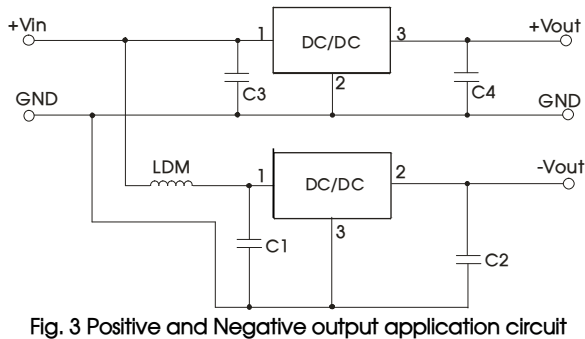 +Vin
1
DC/DC
3
+Vout
C3
2
C4
GND
GND
LDM
1
DC/DC
2
-Vout
C1
3
C2
Fig. 3 Positive and Negative output application circuit